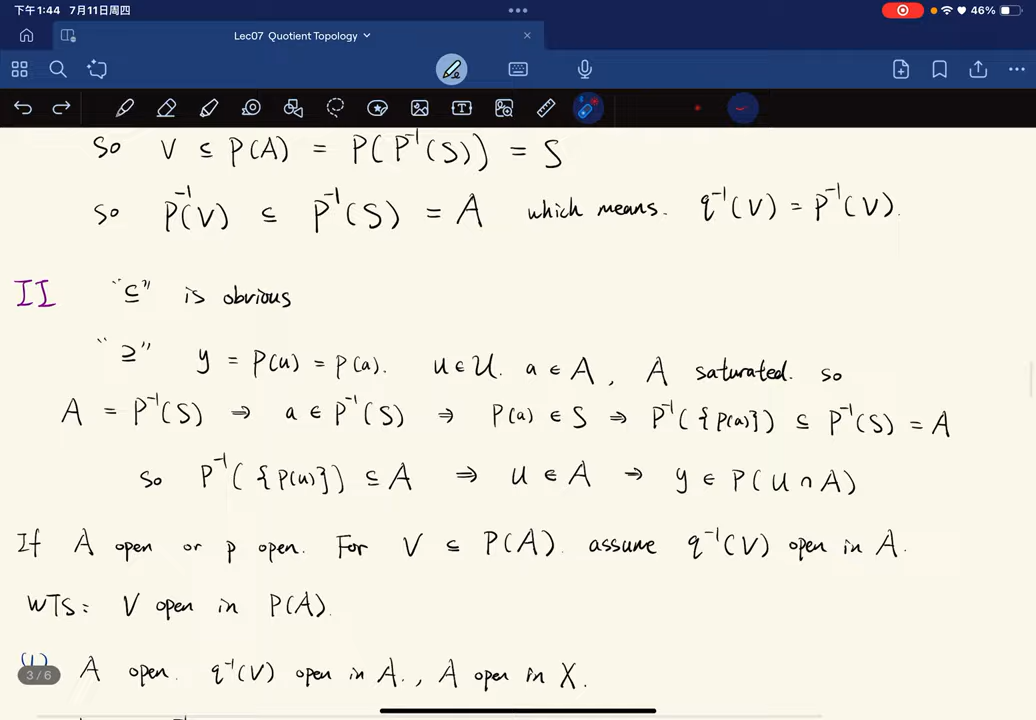 下午1:44 7月11日周四
46%
Lec07 Quotient Topology
So V ⊆ P(A) = P(P⁻¹(S)) = S
so P⁻¹(V) ⊆ P⁻¹(S) = A which means. q⁻¹(V) = P⁻¹(V).
II "⊆" is obvious
"⊇" y = P(u) = P(a). u ∈ U. a ∈ A, A saturated. so
A = P⁻¹(S) ⇒ a ∈ P⁻¹(S) ⇒ P(a) ∈ S ⇒ P⁻¹({P(a)}) ⊆ P⁻¹(S) = A
so P⁻¹({P(u)}) ⊆ A ⇒ u ∈ A → y ∈ P(U ∩ A)
If A open or p open. For V ⊆ P(A). assume q⁻¹(V) open in A.
WTS: V open in P(A).
A open. q⁻¹(V) open in A., A open in X.
3/6